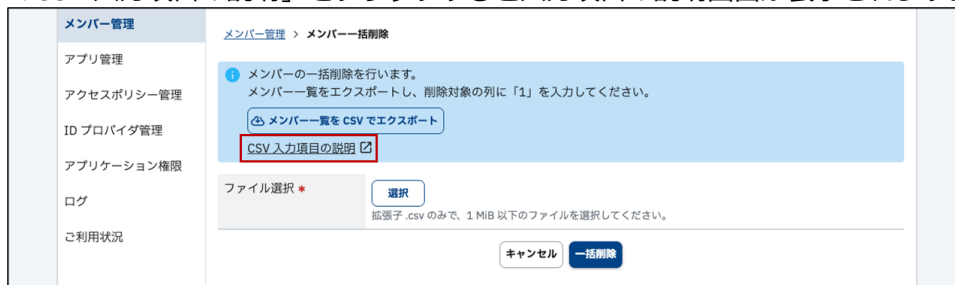 メンバー管理
アプリ管理
アクセスポリシー管理
ID プロバイダ管理
アプリケーション権限
ログ
ご利用状況
メンバー管理 > メンバー一括削除
メンバーの一括削除を行います。
メンバー一覧をエクスポートし、削除対象の列に「1」を入力してください。
メンバー一覧を CSV でエクスポート
CSV 入力項目の説明
ファイル選択 *
選択
拡張子 .csv のみで、1 MiB 以下のファイルを選択してください。
キャンセル
一括削除